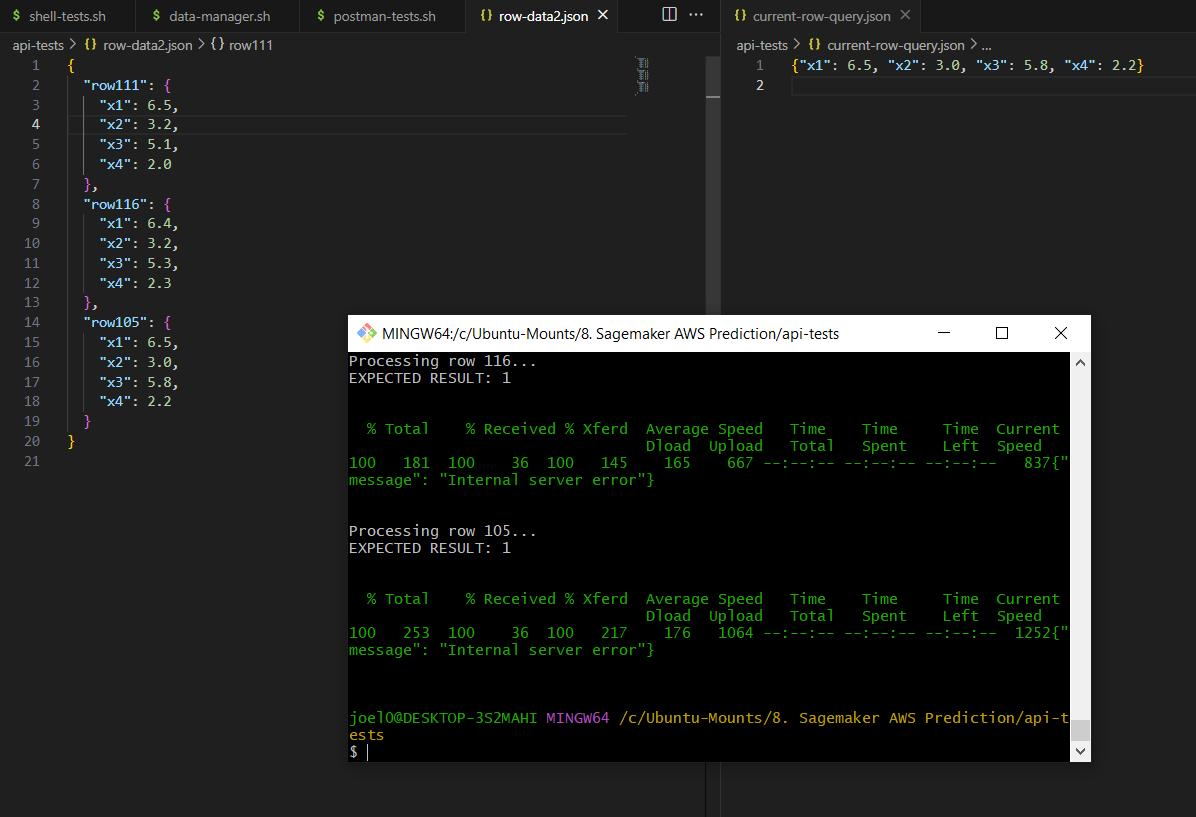 $ shell-tests.sh $ data-manager.sh $ postman-tests.sh {} row-data2.json ✕ ···
api-tests > {} row-data2.json > {} row111
1 {
2 "row111": {
3 "x1": 6.5,
4 "x2": 3.2,
5 "x3": 5.1,
6 "x4": 2.0
7 },
8 "row116": {
9 "x1": 6.4,
10 "x2": 3.2,
11 "x3": 5.3,
12 "x4": 2.3
13 },
14 "row105": {
15 "x1": 6.5,
16 "x2": 3.0,
17 "x3": 5.8,
18 "x4": 2.2
19 }
20 }
21
{} current-row-query.json ✕
api-tests > {} current-row-query.json > ...
1 {"x1": 6.5, "x2": 3.0, "x3": 5.8, "x4": 2.2}
2
MINGW64:/c/Ubuntu-Mounts/8. Sagemaker AWS Prediction/api-tests
Processing row 116...
EXPECTED RESULT: 1
% Total % Received % Xferd Average Speed Time Time Time Current
Dload Upload Total Spent Left Speed
100 181 100 36 100 145 165 667 --:--:-- --:--:-- --:--:-- 837{"
message": "Internal server error"}
Processing row 105...
EXPECTED RESULT: 1
% Total % Received % Xferd Average Speed Time Time Time Current
Dload Upload Total Spent Left Speed
100 253 100 36 100 217 176 1064 --:--:-- --:--:-- --:--:-- 1252{"
message": "Internal server error"}
joelO@DESKTOP-3S2MAHI MINGW64 /c/Ubuntu-Mounts/8. Sagemaker AWS Prediction/api-t
ests
$